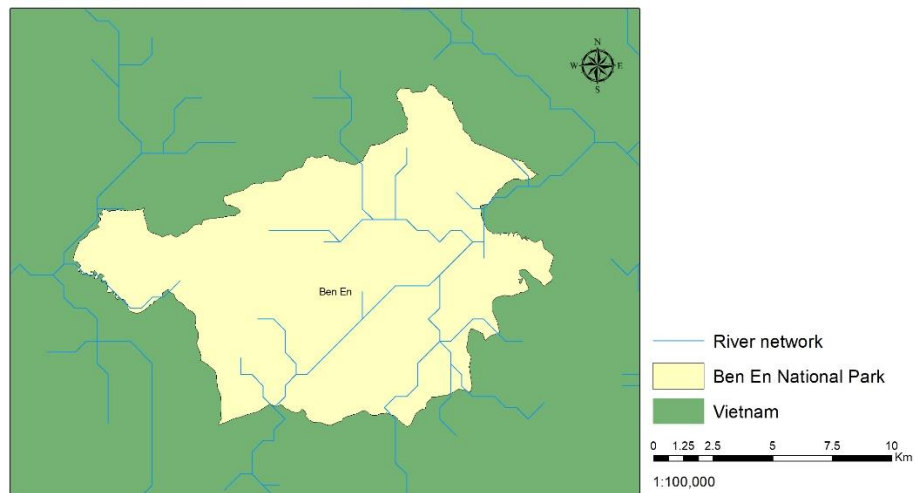 N
W E
S
Ben En
River network
Ben En National Park
Vietnam
0 1.25 2.5 5 7.5 10
Km
1:100,000